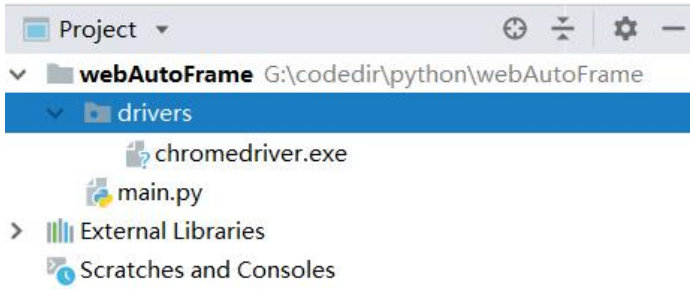 Project
webAutoFrame G:\codedir\python\webAutoFrame
drivers
chromedriver.exe
main.py
External Libraries
Scratches and Consoles